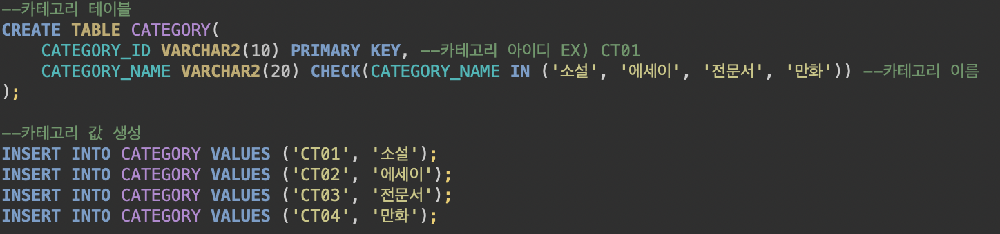 --카테고리 테이블
CREATE TABLE CATEGORY(
    CATEGORY_ID VARCHAR2(10) PRIMARY KEY, --카테고리 아이디 EX) CT01
    CATEGORY_NAME VARCHAR2(20) CHECK(CATEGORY_NAME IN ('소설', '에세이', '전문서', '만화')) --카테고리 이름
);

--카테고리 값 생성
INSERT INTO CATEGORY VALUES ('CT01', '소설');
INSERT INTO CATEGORY VALUES ('CT02', '에세이');
INSERT INTO CATEGORY VALUES ('CT03', '전문서');
INSERT INTO CATEGORY VALUES ('CT04', '만화');